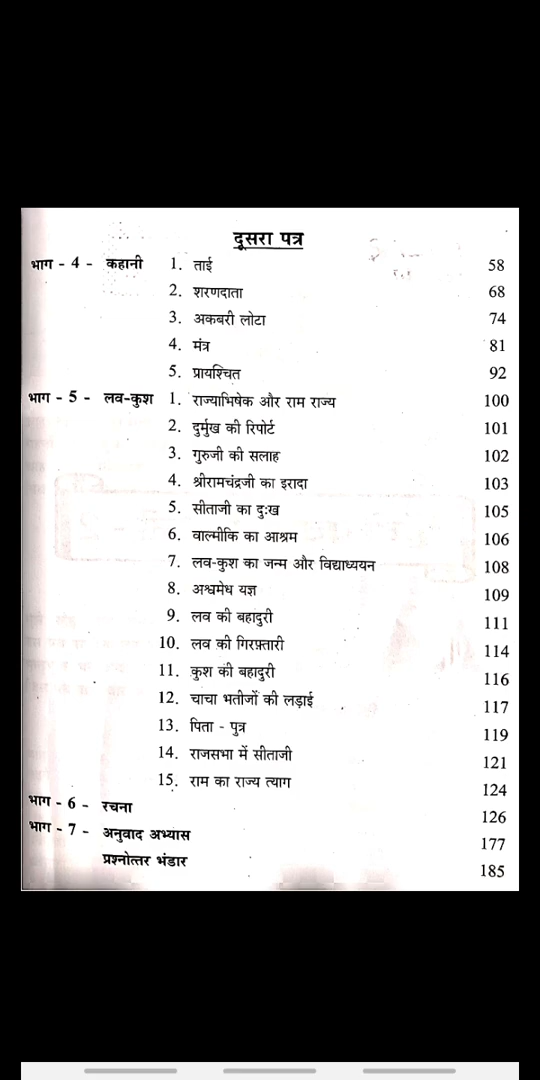 दूसरा पत्र
भाग - 4 - कहानी 1. ताई 58
2. शरणदाता 68
3. अकबरी लोटा 74
4. मंत्र 81
5. प्रायश्चित 92
भाग - 5 - लव-कुश 1. राज्याभिषेक और राम राज्य 100
2. दुर्मुख की रिपोर्ट 101
3. गुरुजी की सलाह 102
4. श्रीरामचंद्रजी का इरादा 103
5. सीताजी का दुःख 105
6. वाल्मीकि का आश्रम 106
7. लव-कुश का जन्म और विद्याध्ययन 108
8. अश्वमेध यज्ञ 109
9. लव की बहादुरी 111
10. लव की गिरफ़्तारी 114
11. कुश की बहादुरी 116
12. चाचा भतीजों की लड़ाई 117
13. पिता - पुत्र 119
14. राजसभा में सीताजी 121
15. राम का राज्य त्याग 124
भाग - 6 - रचना 126
भाग - 7 - अनुवाद अभ्यास 177
प्रश्नोत्तर भंडार 185